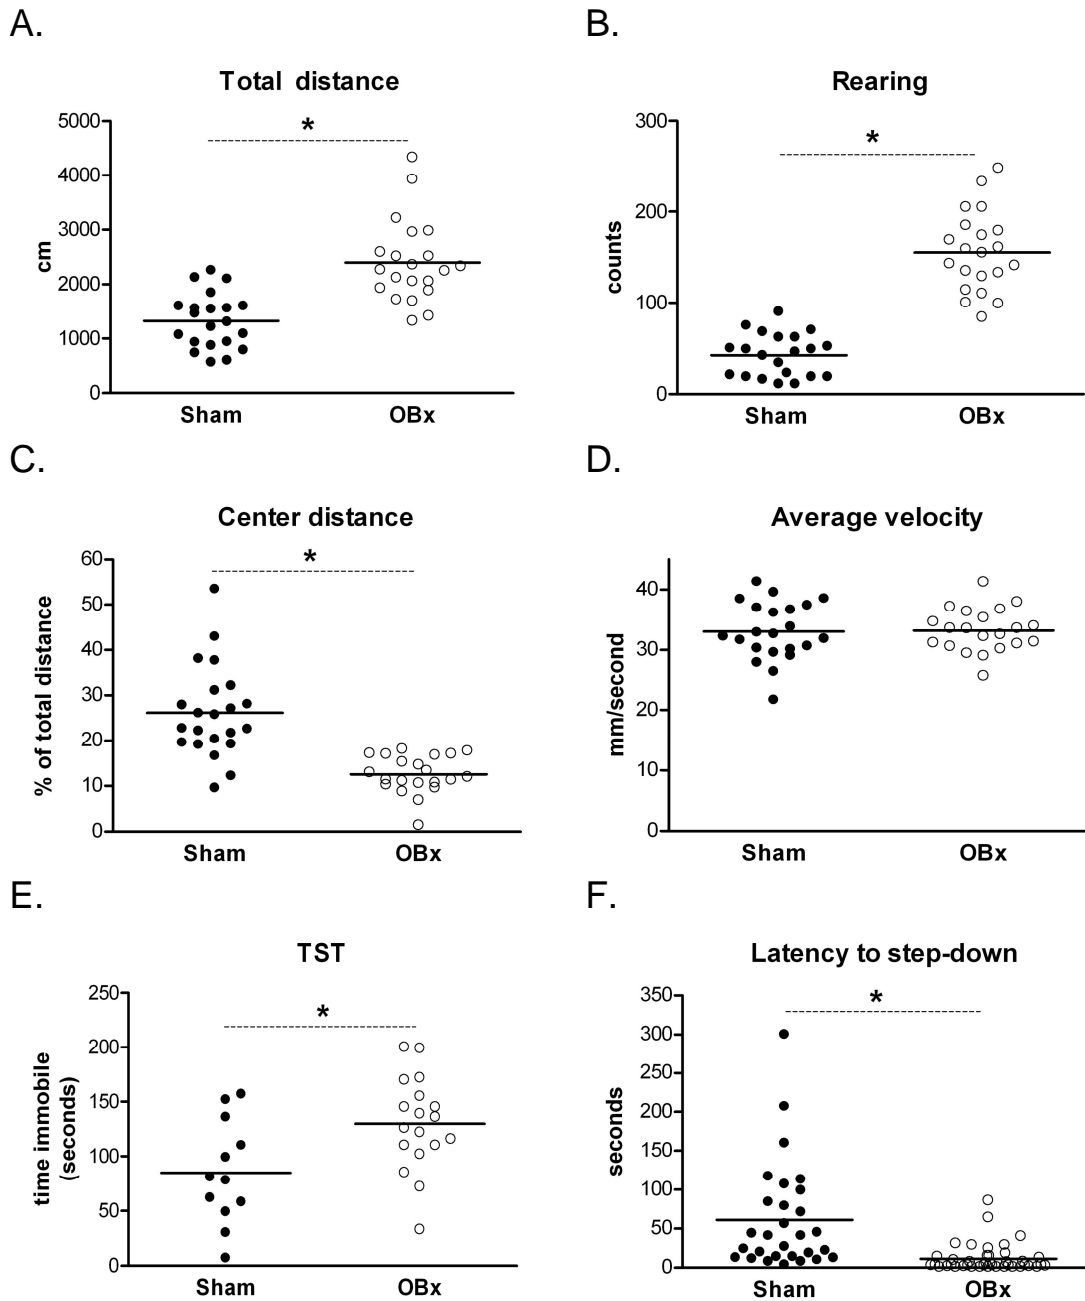 A.
Total distance
*
5000
4000
3000
2000
1000
0
cm
Sham
OBx
B.
Rearing
*
300
200
100
0
counts
Sham
OBx
C.
Center distance
*
60
50
40
30
20
10
0
% of total distance
Sham
OBx
D.
Average velocity
40
30
20
10
0
mm/second
Sham
OBx
E.
TST
*
250
200
150
100
50
0
time immobile
(seconds)
Sham
OBx
F.
Latency to step-down
*
350
300
250
200
150
100
50
0
seconds
Sham
OBx